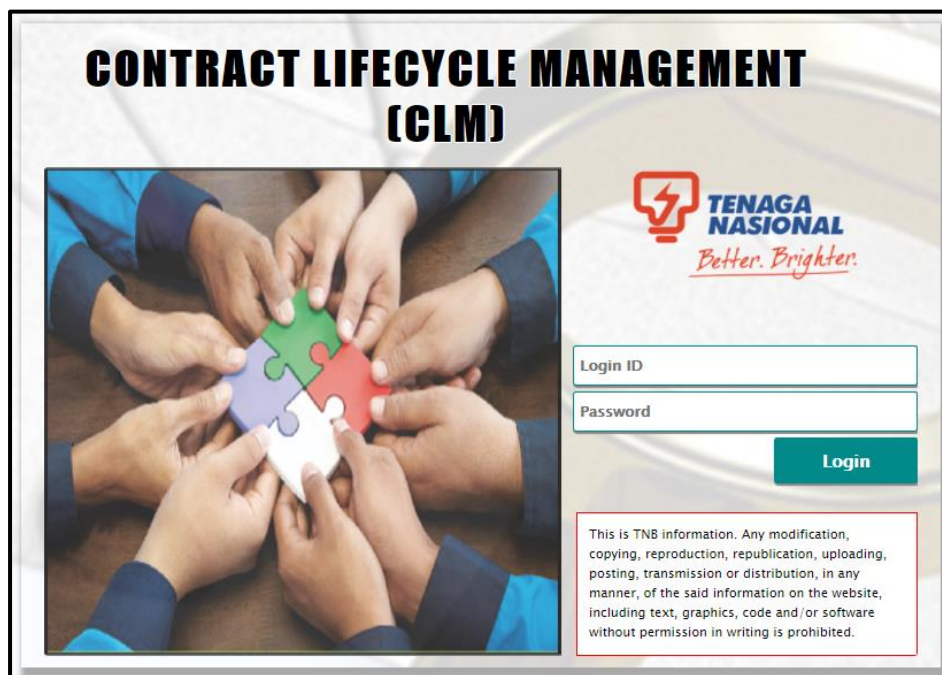 CONTRACT LIFECYCLE MANAGEMENT
(CLM)
TENAGA
NASIONAL
Better. Brighter.
Login ID
Password
Login
This is TNB information. Any modification,
copying, reproduction, republication, uploading,
posting, transmission or distribution, in any
manner, of the said information on the website,
including text, graphics, code and/or software
without permission in writing is prohibited.